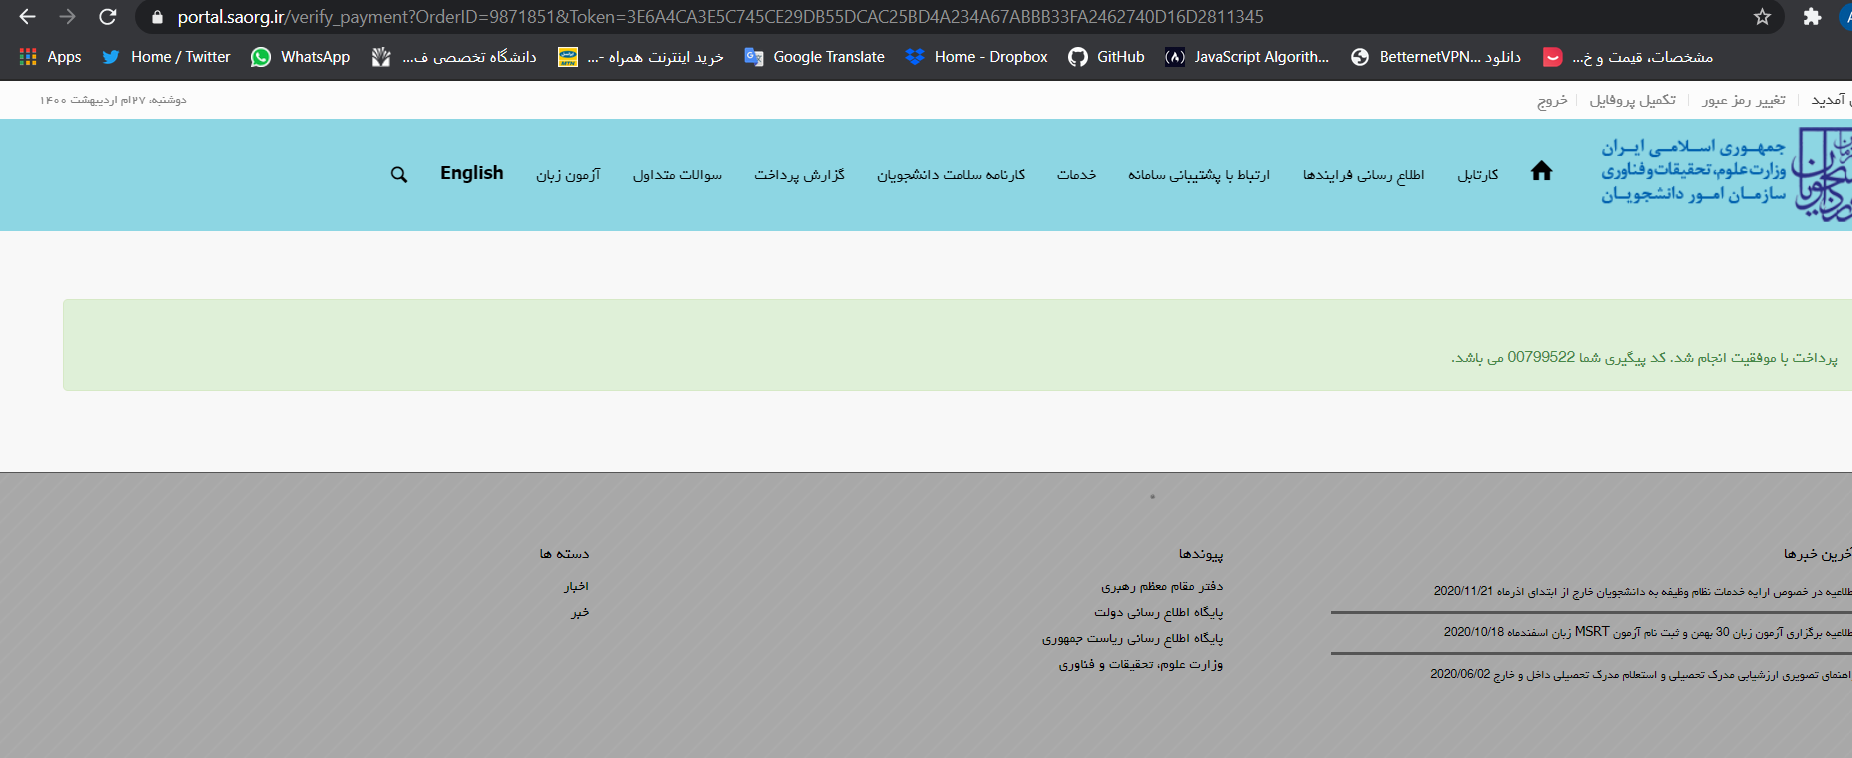 portal.saorg.ir/verify_payment?OrderID=9871851&Token=3E6A4CA3E5C745CE29DB55DCAC25BD4A234A67ABBB33FA2462740D16D2811345
Apps Home / Twitter WhatsApp دانشگاه تخصصی ف... خرید اینترنت همراه -... Google Translate Home - Dropbox GitHub JavaScript Algorith... دانلود BetternetVPN... مشخصات، قیمت و خ...
آمدید تغییر رمز عبور تکمیل پروفایل خروج
دوشنبه، ۲۷ام اردیبهشت ۱۴۰۰
جمهوری اسلامی ایران
وزارت علوم، تحقیقات و فناوری
سازمان امور دانشجویان
کارتابل اطلاع رسانی فرایندها ارتباط با پشتیبانی سامانه خدمات کارنامه سلامت دانشجویان گزارش پرداخت سوالات متداول آزمون زبان English
پرداخت با موفقیت انجام شد. کد پیگیری شما 00799522 می باشد.
آخرین خبرها
در خصوص ارایه خدمات نظام وظیفه به دانشجویان خارج از ابتدای اذرماه 2020/11/21
برگزاری آزمون زبان 30 بهمن و ثبت نام آزمون MSRT زبان اسفندماه 2020/10/18
تصویری ارزشیابی مدرک تحصیلی و استعلام مدرک تحصیلی داخل و خارج 2020/06/02
پیوندها
دفتر مقام معظم رهبری
پایگاه اطلاع رسانی دولت
پایگاه اطلاع رسانی ریاست جمهوری
وزارت علوم، تحقیقات و فناوری
دسته ها
اخبار
خبر